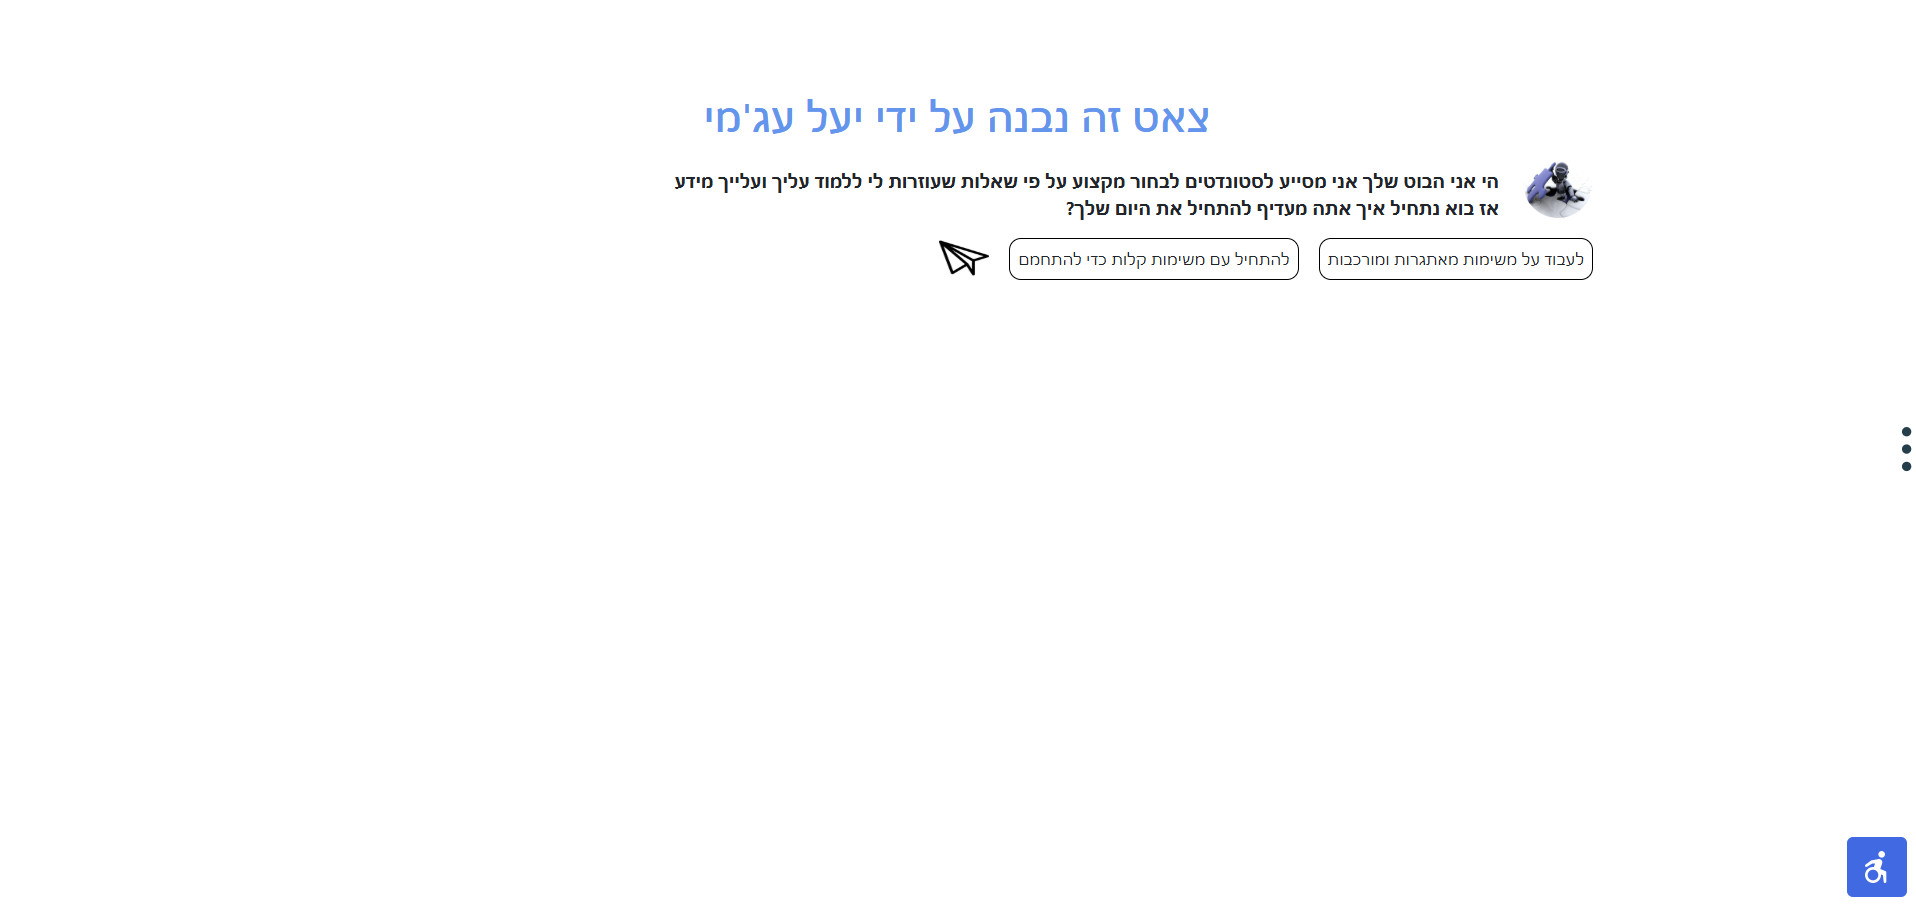 צאט זה נבנה על ידי יעל עג'מי
הי אני הבוט שלך אני מסייע לסטונדטים לבחור מקצוע על פי שאלות שעוזרות לי ללמוד עליך ועלייך מידע
אז בוא נתחיל איך אתה מעדיף להתחיל את היום שלך?
לעבוד על משימות מאתגרות ומורכבות
להתחיל עם משימות קלות כדי להתחמם